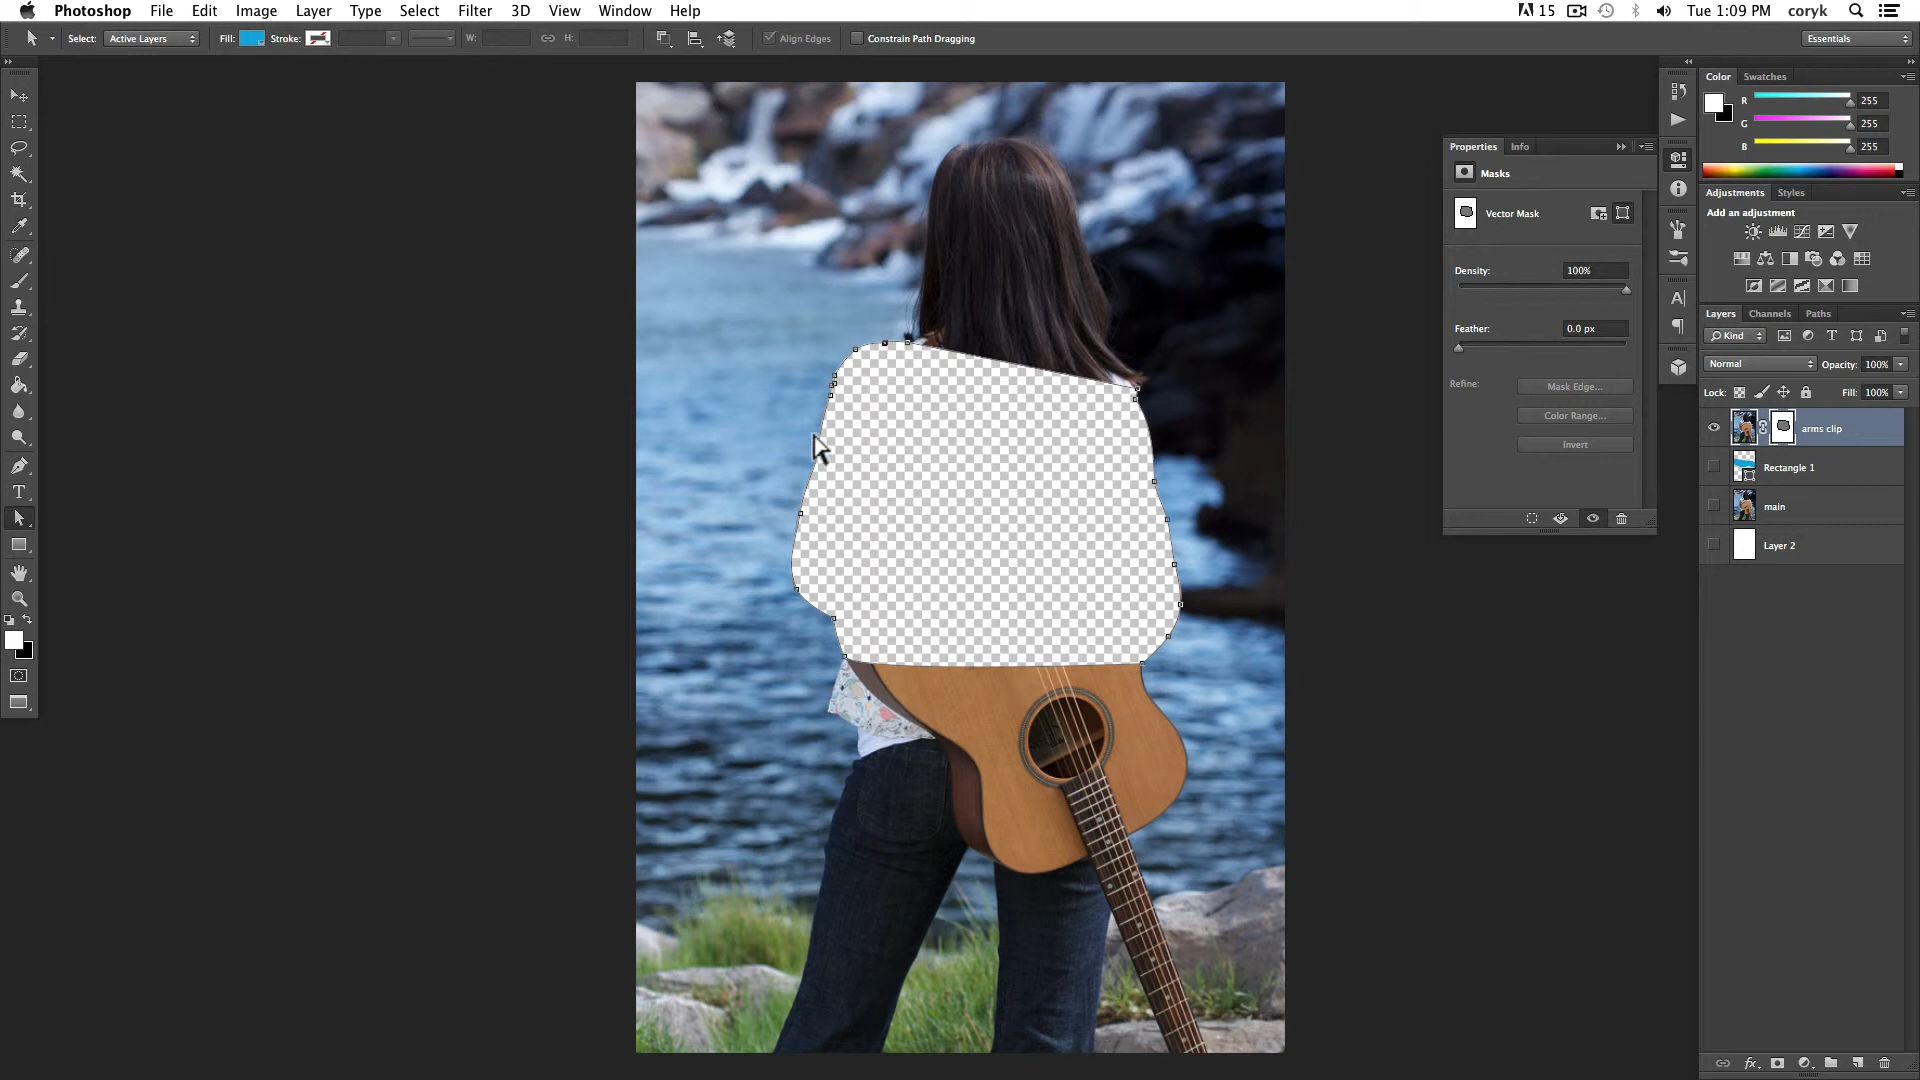 Photoshop File Edit Image Layer Type Select Filter 3D View Window Help 15 Tue 1:09 PM coryk
Select: Active Layers Fill: Stroke: W: H: Align Edges Constrain Path Dragging Essentials
Color Swatches
R 255
G 255
B 255
Properties Info
Masks
Vector Mask
Density: 100%
Feather: 0.0 px
Refine: Mask Edge...
Color Range...
Invert
Adjustments Styles
Add an adjustment
Layers Channels Paths
Kind
Normal Opacity: 100%
Lock: Fill: 100%
arms clip
Rectangle 1
main
Layer 2